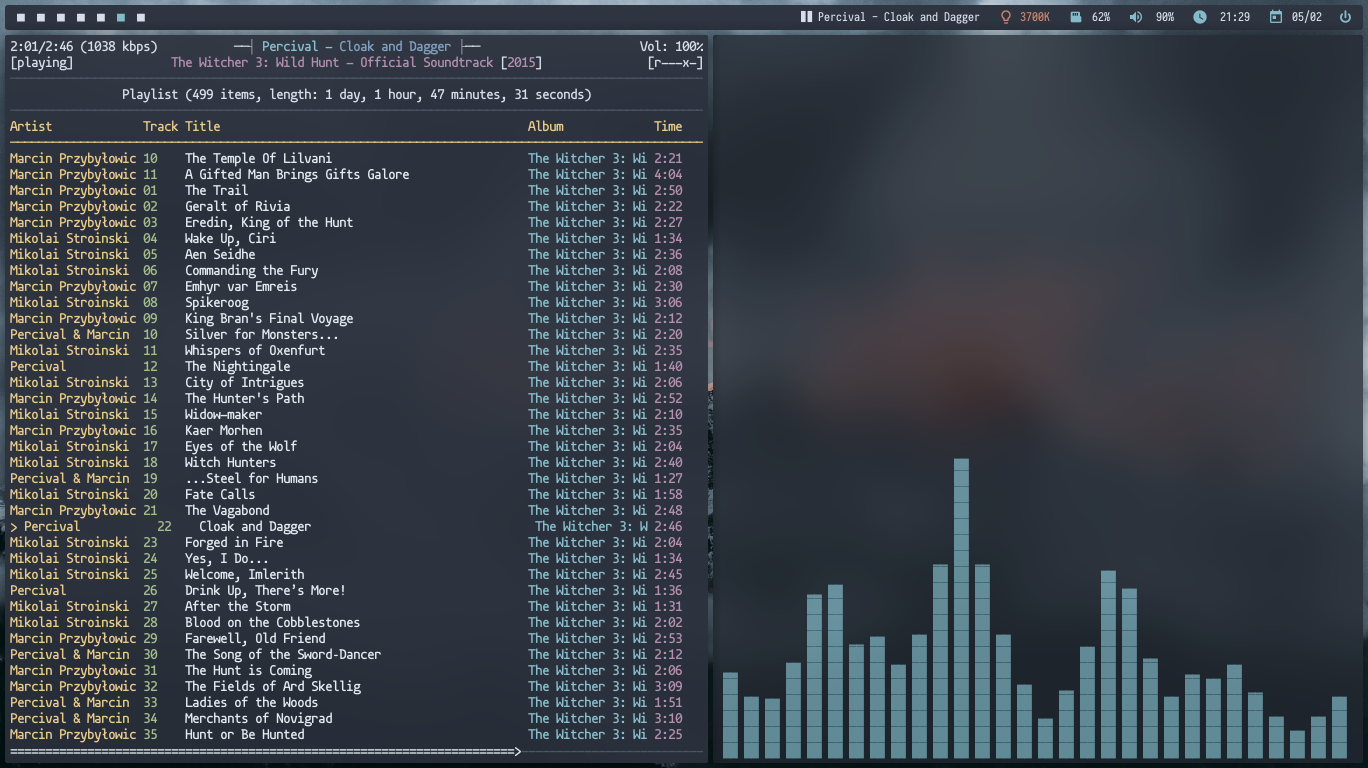 Percival - Cloak and Dagger 3700K 62% 90% 21:29 05/02
2:01/2:46 (1038 kbps) ──┤ Percival - Cloak and Dagger ├── Vol: 100%
[playing] The Witcher 3: Wild Hunt - Official Soundtrack [2015] [r---x-]
Playlist (499 items, length: 1 day, 1 hour, 47 minutes, 31 seconds)
Artist Track Title Album Time
Marcin Przybyłowic 10 The Temple Of Lilvani The Witcher 3: Wi 2:21
Marcin Przybyłowic 11 A Gifted Man Brings Gifts Galore The Witcher 3: Wi 4:04
Marcin Przybyłowic 01 The Trail The Witcher 3: Wi 2:50
Marcin Przybyłowic 02 Geralt of Rivia The Witcher 3: Wi 2:22
Marcin Przybyłowic 03 Eredin, King of the Hunt The Witcher 3: Wi 2:27
Mikolai Stroinski 04 Wake Up, Ciri The Witcher 3: Wi 1:34
Mikolai Stroinski 05 Aen Seidhe The Witcher 3: Wi 2:36
Mikolai Stroinski 06 Commanding the Fury The Witcher 3: Wi 2:08
Marcin Przybyłowic 07 Emhyr var Emreis The Witcher 3: Wi 2:30
Mikolai Stroinski 08 Spikeroog The Witcher 3: Wi 3:06
Marcin Przybyłowic 09 King Bran's Final Voyage The Witcher 3: Wi 2:12
Percival & Marcin 10 Silver for Monsters... The Witcher 3: Wi 2:20
Mikolai Stroinski 11 Whispers of Oxenfurt The Witcher 3: Wi 2:35
Percival 12 The Nightingale The Witcher 3: Wi 1:40
Mikolai Stroinski 13 City of Intrigues The Witcher 3: Wi 2:06
Marcin Przybyłowic 14 The Hunter's Path The Witcher 3: Wi 2:52
Mikolai Stroinski 15 Widow-maker The Witcher 3: Wi 2:10
Marcin Przybyłowic 16 Kaer Morhen The Witcher 3: Wi 2:35
Mikolai Stroinski 17 Eyes of the Wolf The Witcher 3: Wi 2:04
Mikolai Stroinski 18 Witch Hunters The Witcher 3: Wi 2:40
Percival & Marcin 19 ...Steel for Humans The Witcher 3: Wi 1:27
Mikolai Stroinski 20 Fate Calls The Witcher 3: Wi 1:58
Marcin Przybyłowic 21 The Vagabond The Witcher 3: Wi 2:48
> Percival 22 Cloak and Dagger The Witcher 3: W 2:46
Mikolai Stroinski 23 Forged in Fire The Witcher 3: Wi 2:04
Mikolai Stroinski 24 Yes, I Do... The Witcher 3: Wi 1:34
Mikolai Stroinski 25 Welcome, Imlerith The Witcher 3: Wi 2:45
Percival 26 Drink Up, There's More! The Witcher 3: Wi 1:36
Mikolai Stroinski 27 After the Storm The Witcher 3: Wi 1:31
Mikolai Stroinski 28 Blood on the Cobblestones The Witcher 3: Wi 2:02
Marcin Przybyłowic 29 Farewell, Old Friend The Witcher 3: Wi 2:53
Percival & Marcin 30 The Song of the Sword-Dancer The Witcher 3: Wi 2:12
Marcin Przybyłowic 31 The Hunt is Coming The Witcher 3: Wi 2:06
Marcin Przybyłowic 32 The Fields of Ard Skellig The Witcher 3: Wi 3:09
Percival & Marcin 33 Ladies of the Woods The Witcher 3: Wi 1:51
Percival & Marcin 34 Merchants of Novigrad The Witcher 3: Wi 3:10
Marcin Przybyłowic 35 Hunt or Be Hunted The Witcher 3: Wi 2:25